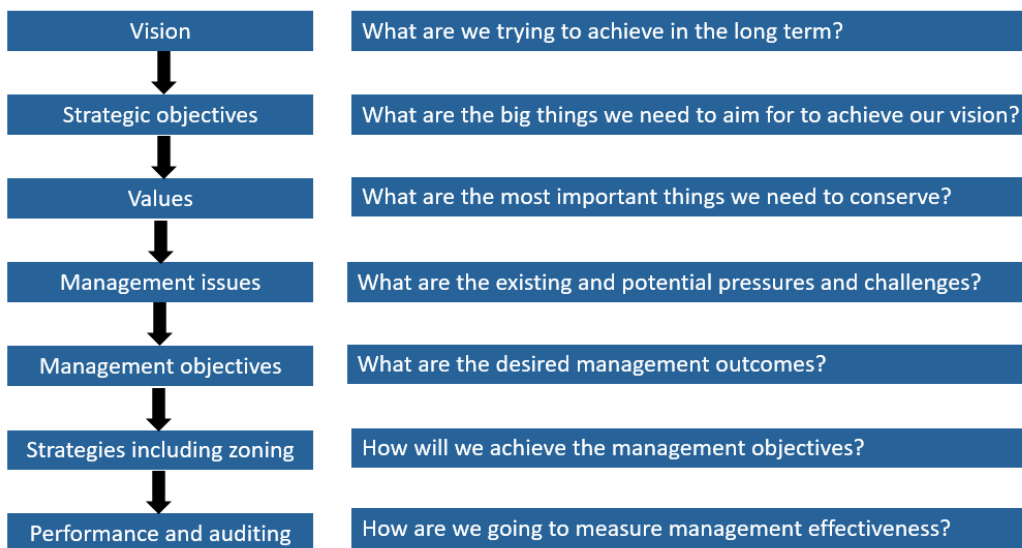 Vision
What are we trying to achieve in the long term?
Strategic objectives
What are the big things we need to aim for to achieve our vision?
Values
What are the most important things we need to conserve?
Management issues
What are the existing and potential pressures and challenges?
Management objectives
What are the desired management outcomes?
Strategies including zoning
How will we achieve the management objectives?
Performance and auditing
How are we going to measure management effectiveness?